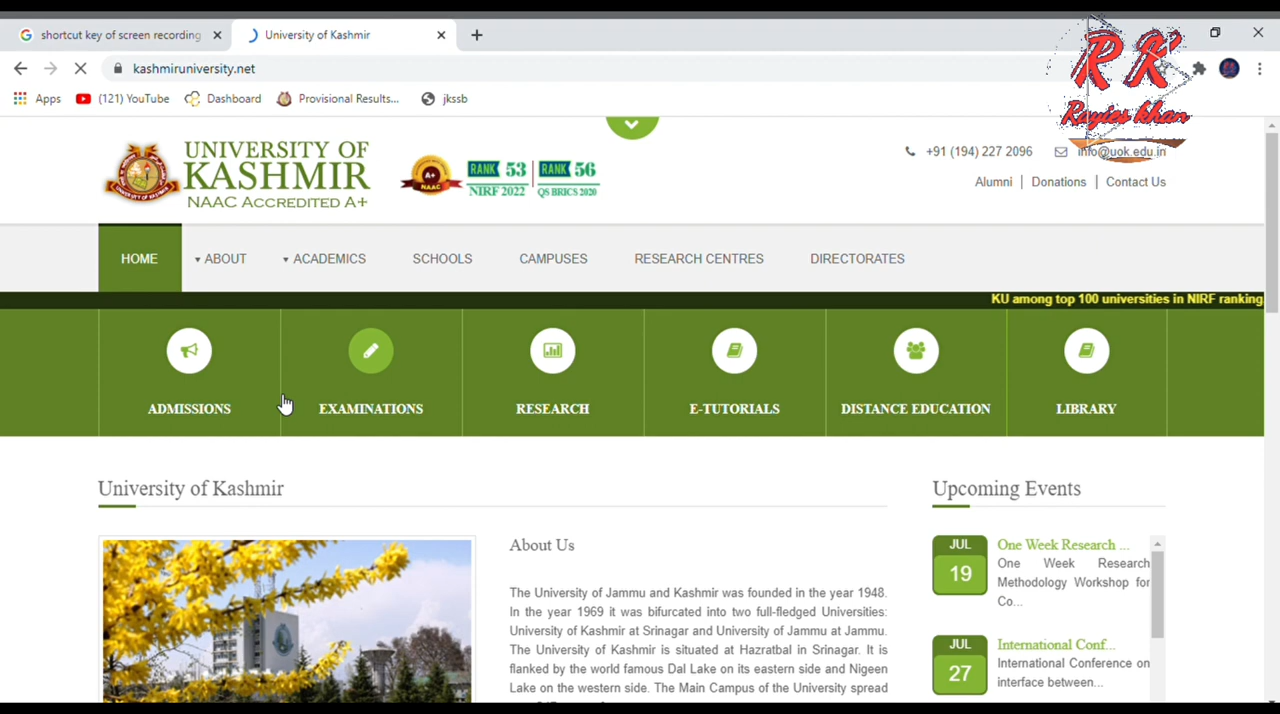 shortcut key of screen recording
University of Kashmir
kashmiruniversity.net
Apps
(121) YouTube
Dashboard
Provisional Results...
jkssb
RK
Rayies khan
UNIVERSITY OF
KASHMIR
NAAC ACCREDITED A+
A+
NAAC
RANK 53
NIRF 2022
RANK 56
QS BRICS 2020
+91 (194) 227 2096
info@uok.edu.in
Alumni | Donations | Contact Us
HOME
ABOUT
ACADEMICS
SCHOOLS
CAMPUSES
RESEARCH CENTRES
DIRECTORATES
KU among top 100 universities in NIRF ranking
ADMISSIONS
EXAMINATIONS
RESEARCH
E-TUTORIALS
DISTANCE EDUCATION
LIBRARY
University of Kashmir
About Us
The University of Jammu and Kashmir was founded in the year 1948.
In the year 1969 it was bifurcated into two full-fledged Universities:
University of Kashmir at Srinagar and University of Jammu at Jammu.
The University of Kashmir is situated at Hazratbal in Srinagar. It is
flanked by the world famous Dal Lake on its eastern side and Nigeen
Lake on the western side. The Main Campus of the University spread
Upcoming Events
JUL
19
One Week Research ...
One Week Research
Methodology Workshop for
Co...
JUL
27
International Conf...
International Conference on
interface between...